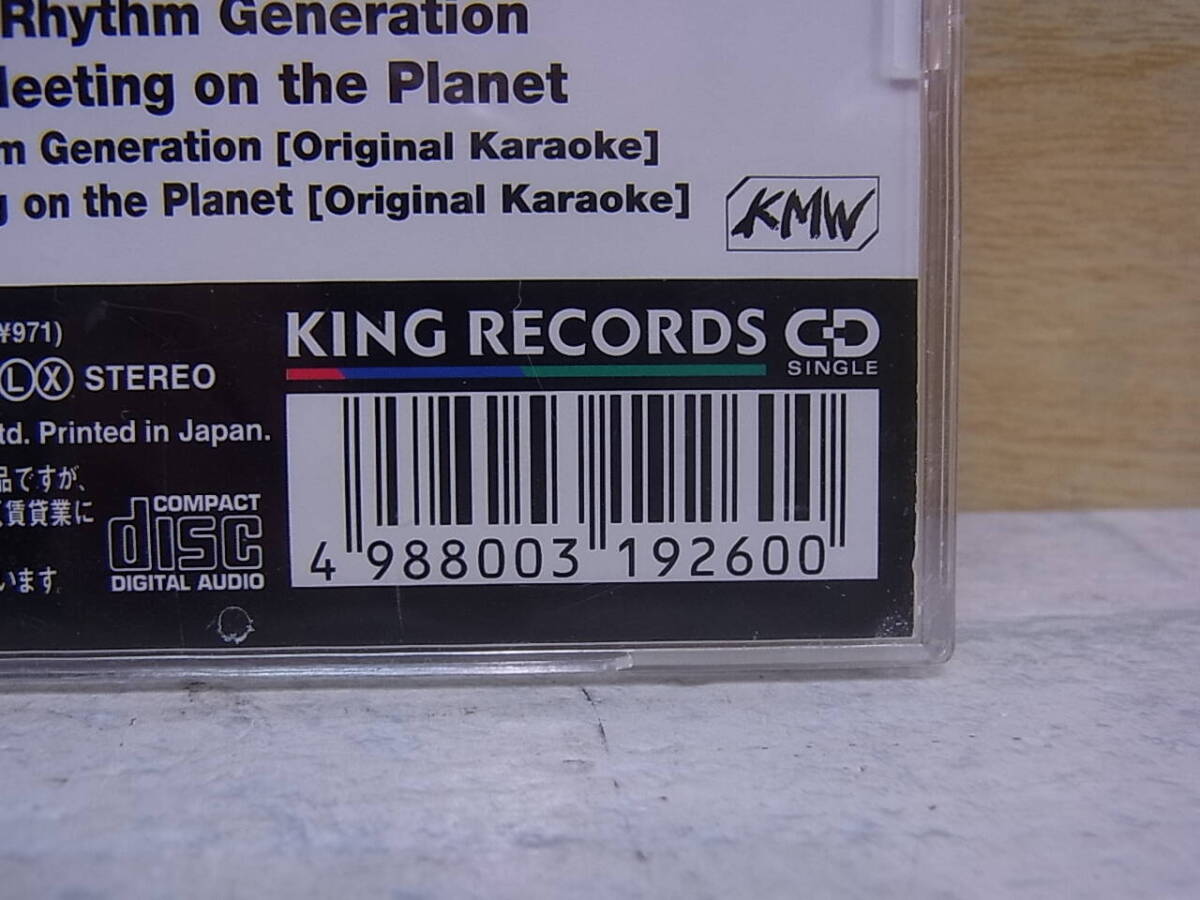 Rhythm Generation
Meeting on the Planet
m Generation [Original Karaoke]
g on the Planet [Original Karaoke]
KMW
¥971)
KING RECORDS
CD
SINGLE
L X STEREO
td. Printed in Japan.
品ですが、
賃貸業に
います。
COMPACT
disc
DIGITAL AUDIO
4 988003 192600